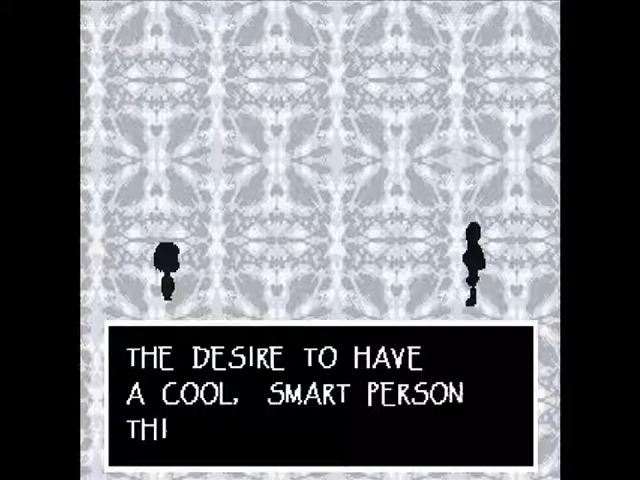 THE DESIRE TO HAVE
A COOL, SMART PERSON
THI